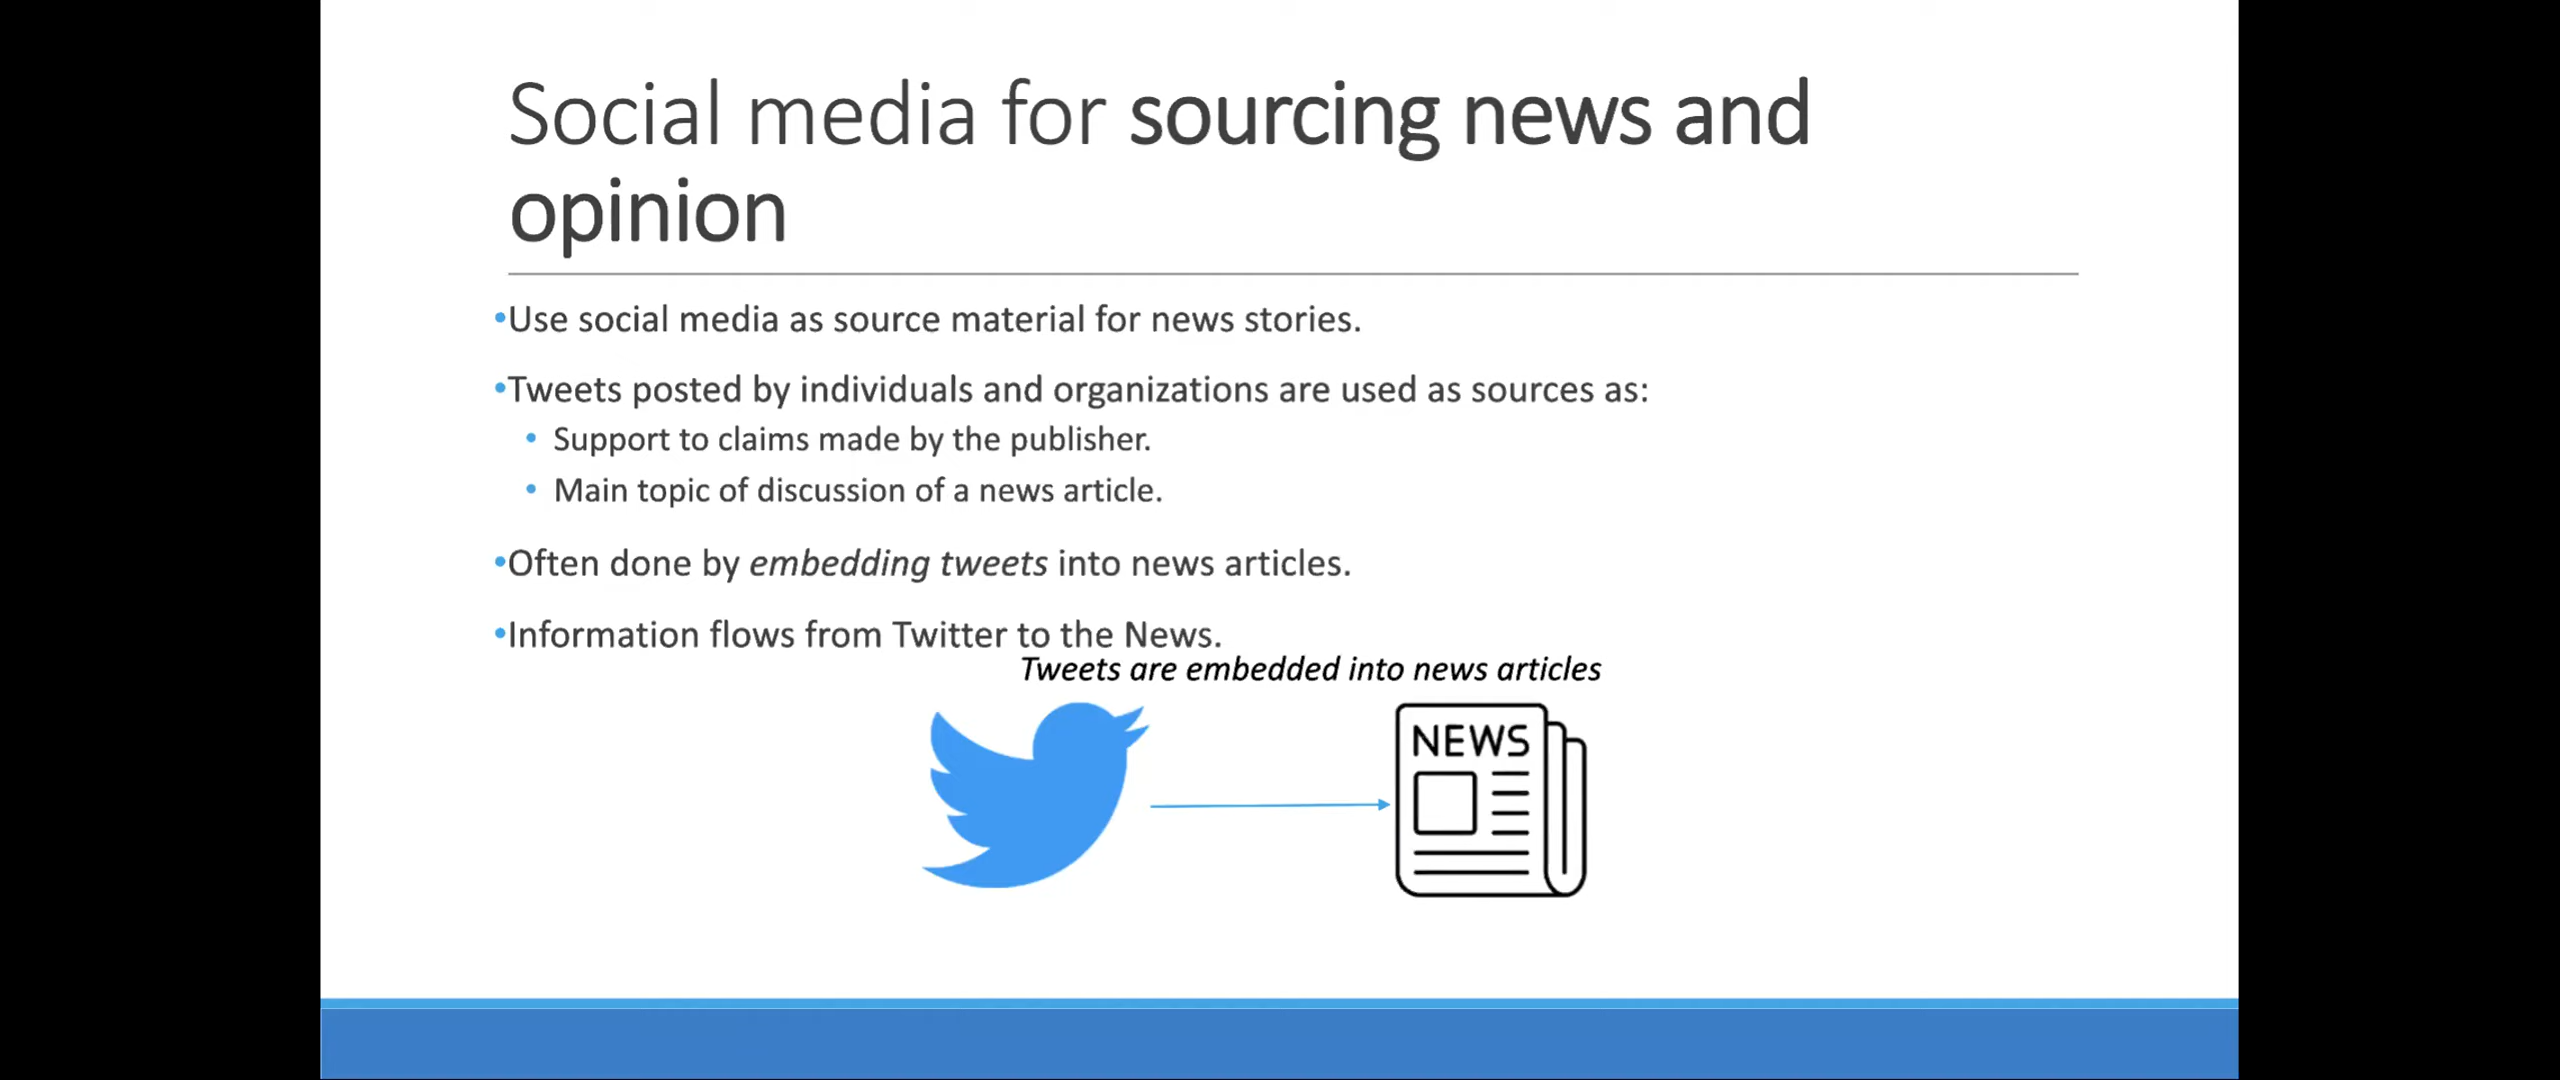 Social media for sourcing news and
opinion
•Use social media as source material for news stories.
•Tweets posted by individuals and organizations are used as sources as:
• Support to claims made by the publisher.
• Main topic of discussion of a news article.
•Often done by embedding tweets into news articles.
•Information flows from Twitter to the News.
Tweets are embedded into news articles
NEWS